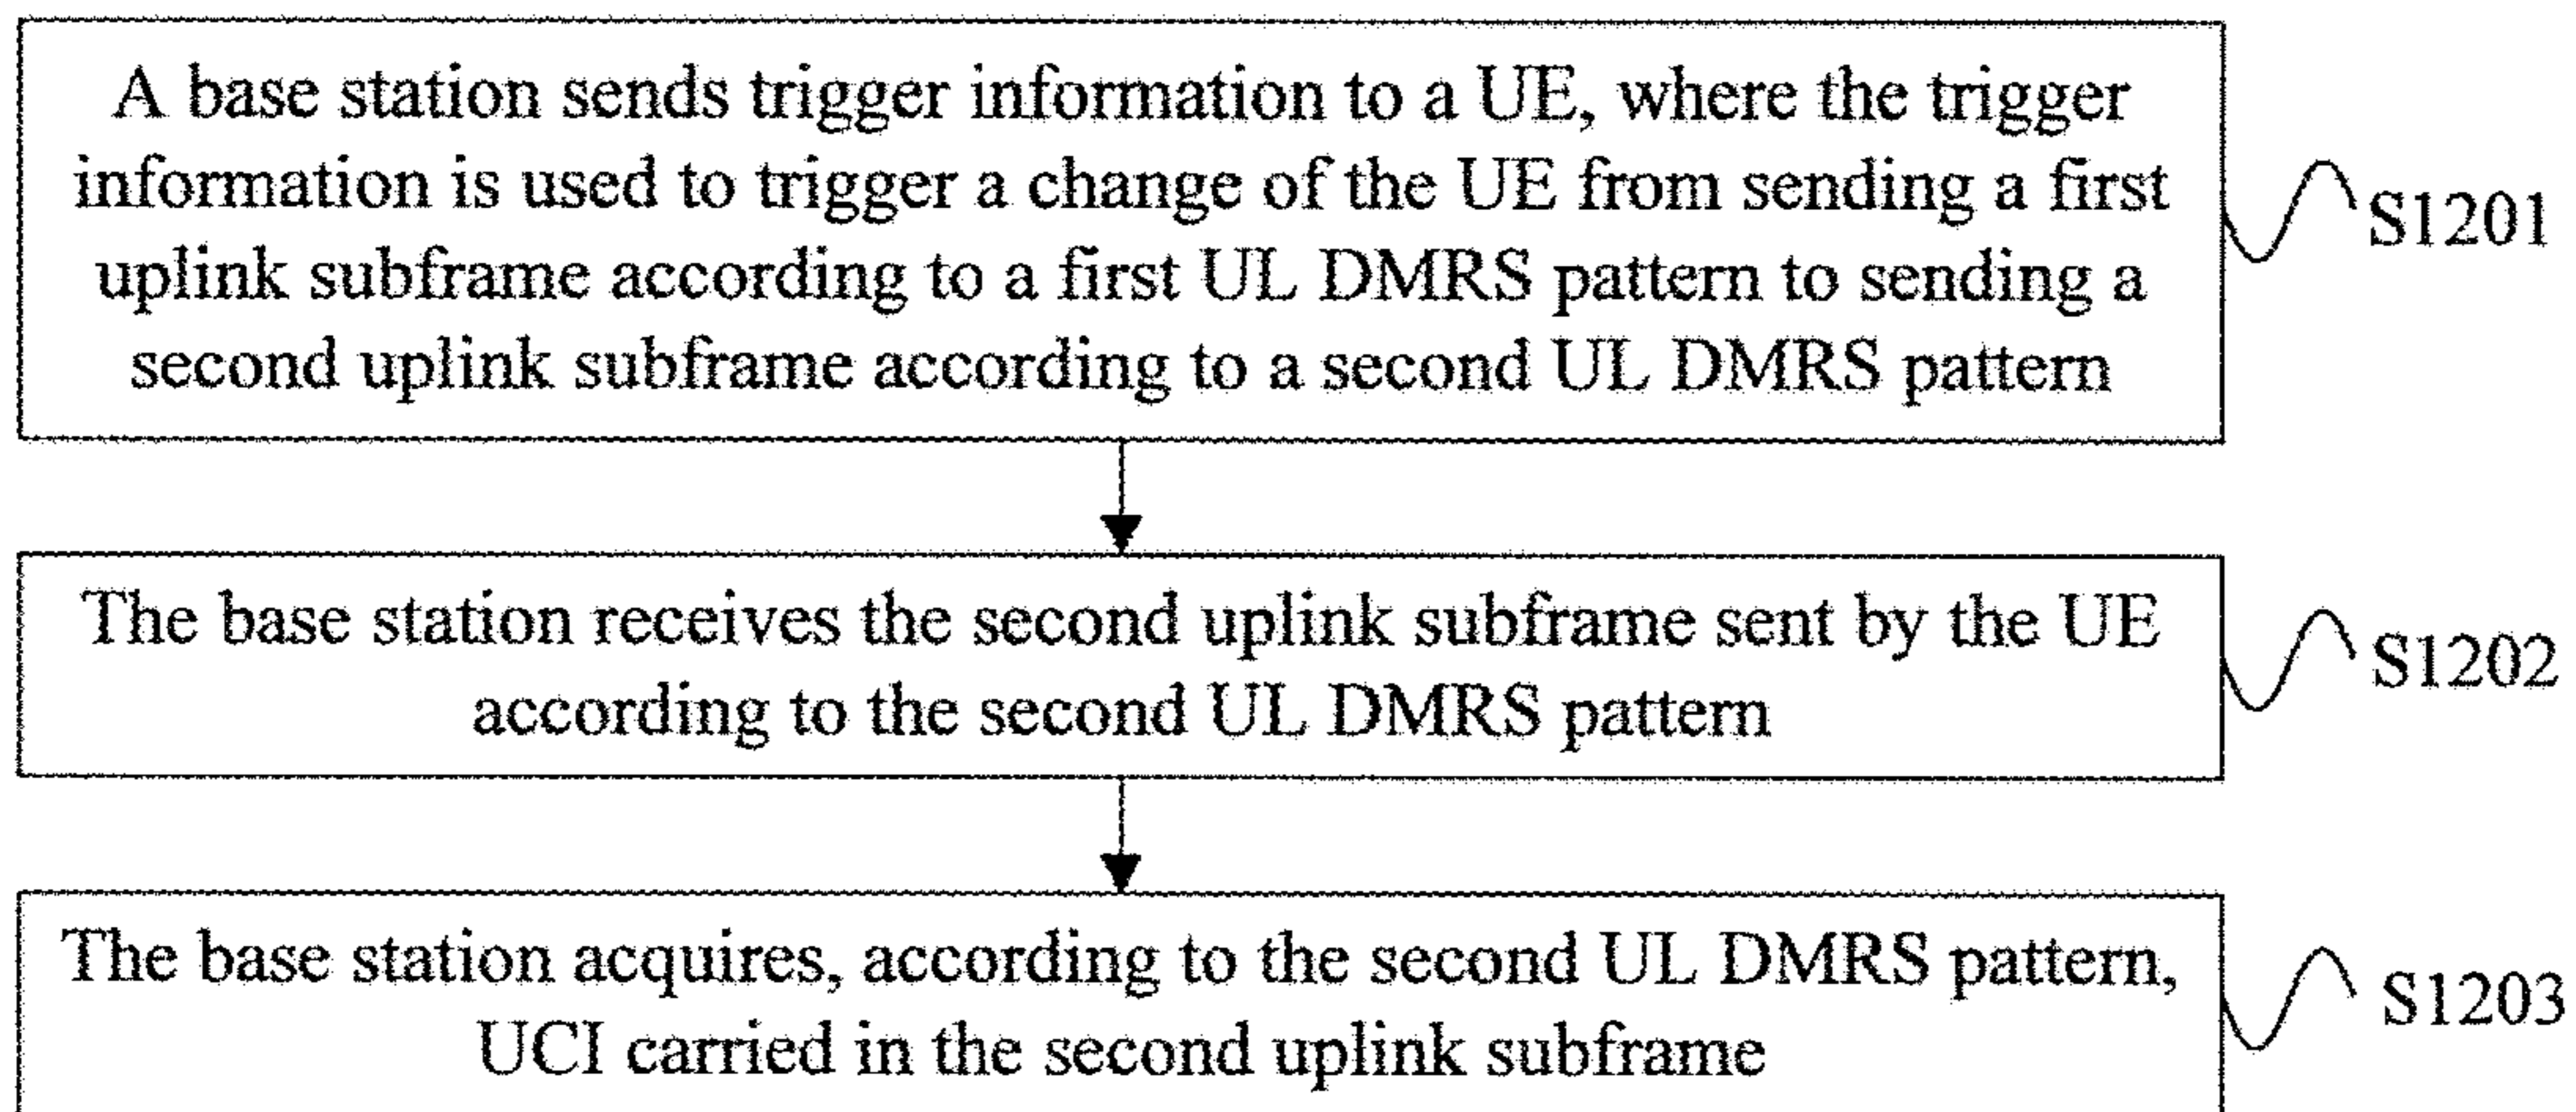 A base station sends trigger information to a UE, where the trigger
information is used to trigger a change of the UE from sending a first
uplink subframe according to a first UL DMRS pattern to sending a
second uplink subframe according to a second UL DMRS pattern
S1201
The base station receives the second uplink subframe sent by the UE
according to the second UL DMRS pattern
S1202
The base station acquires, according to the second UL DMRS pattern,
UCI carried in the second uplink subframe
S1203